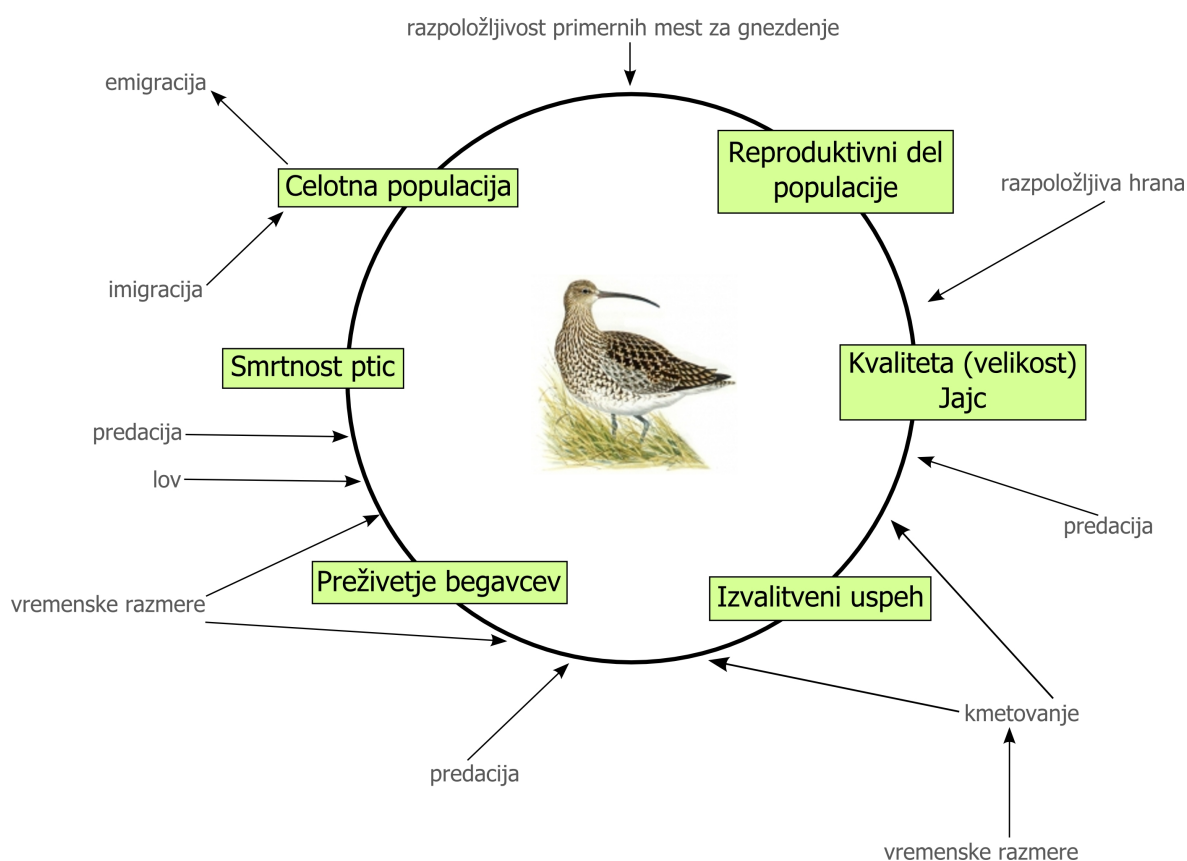 razpoložljivost primernih mest za gnezdenje
emigracija
Reproduktivni del
populacije
Celotna populacija
razpoložljiva hrana
imigracija
Smrtnost ptic
Kvaliteta (velikost)
Jajc
predacija
lov
predacija
Preživetje begavcev
Izvalitveni uspeh
vremenske razmere
kmetovanje
predacija
vremenske razmere